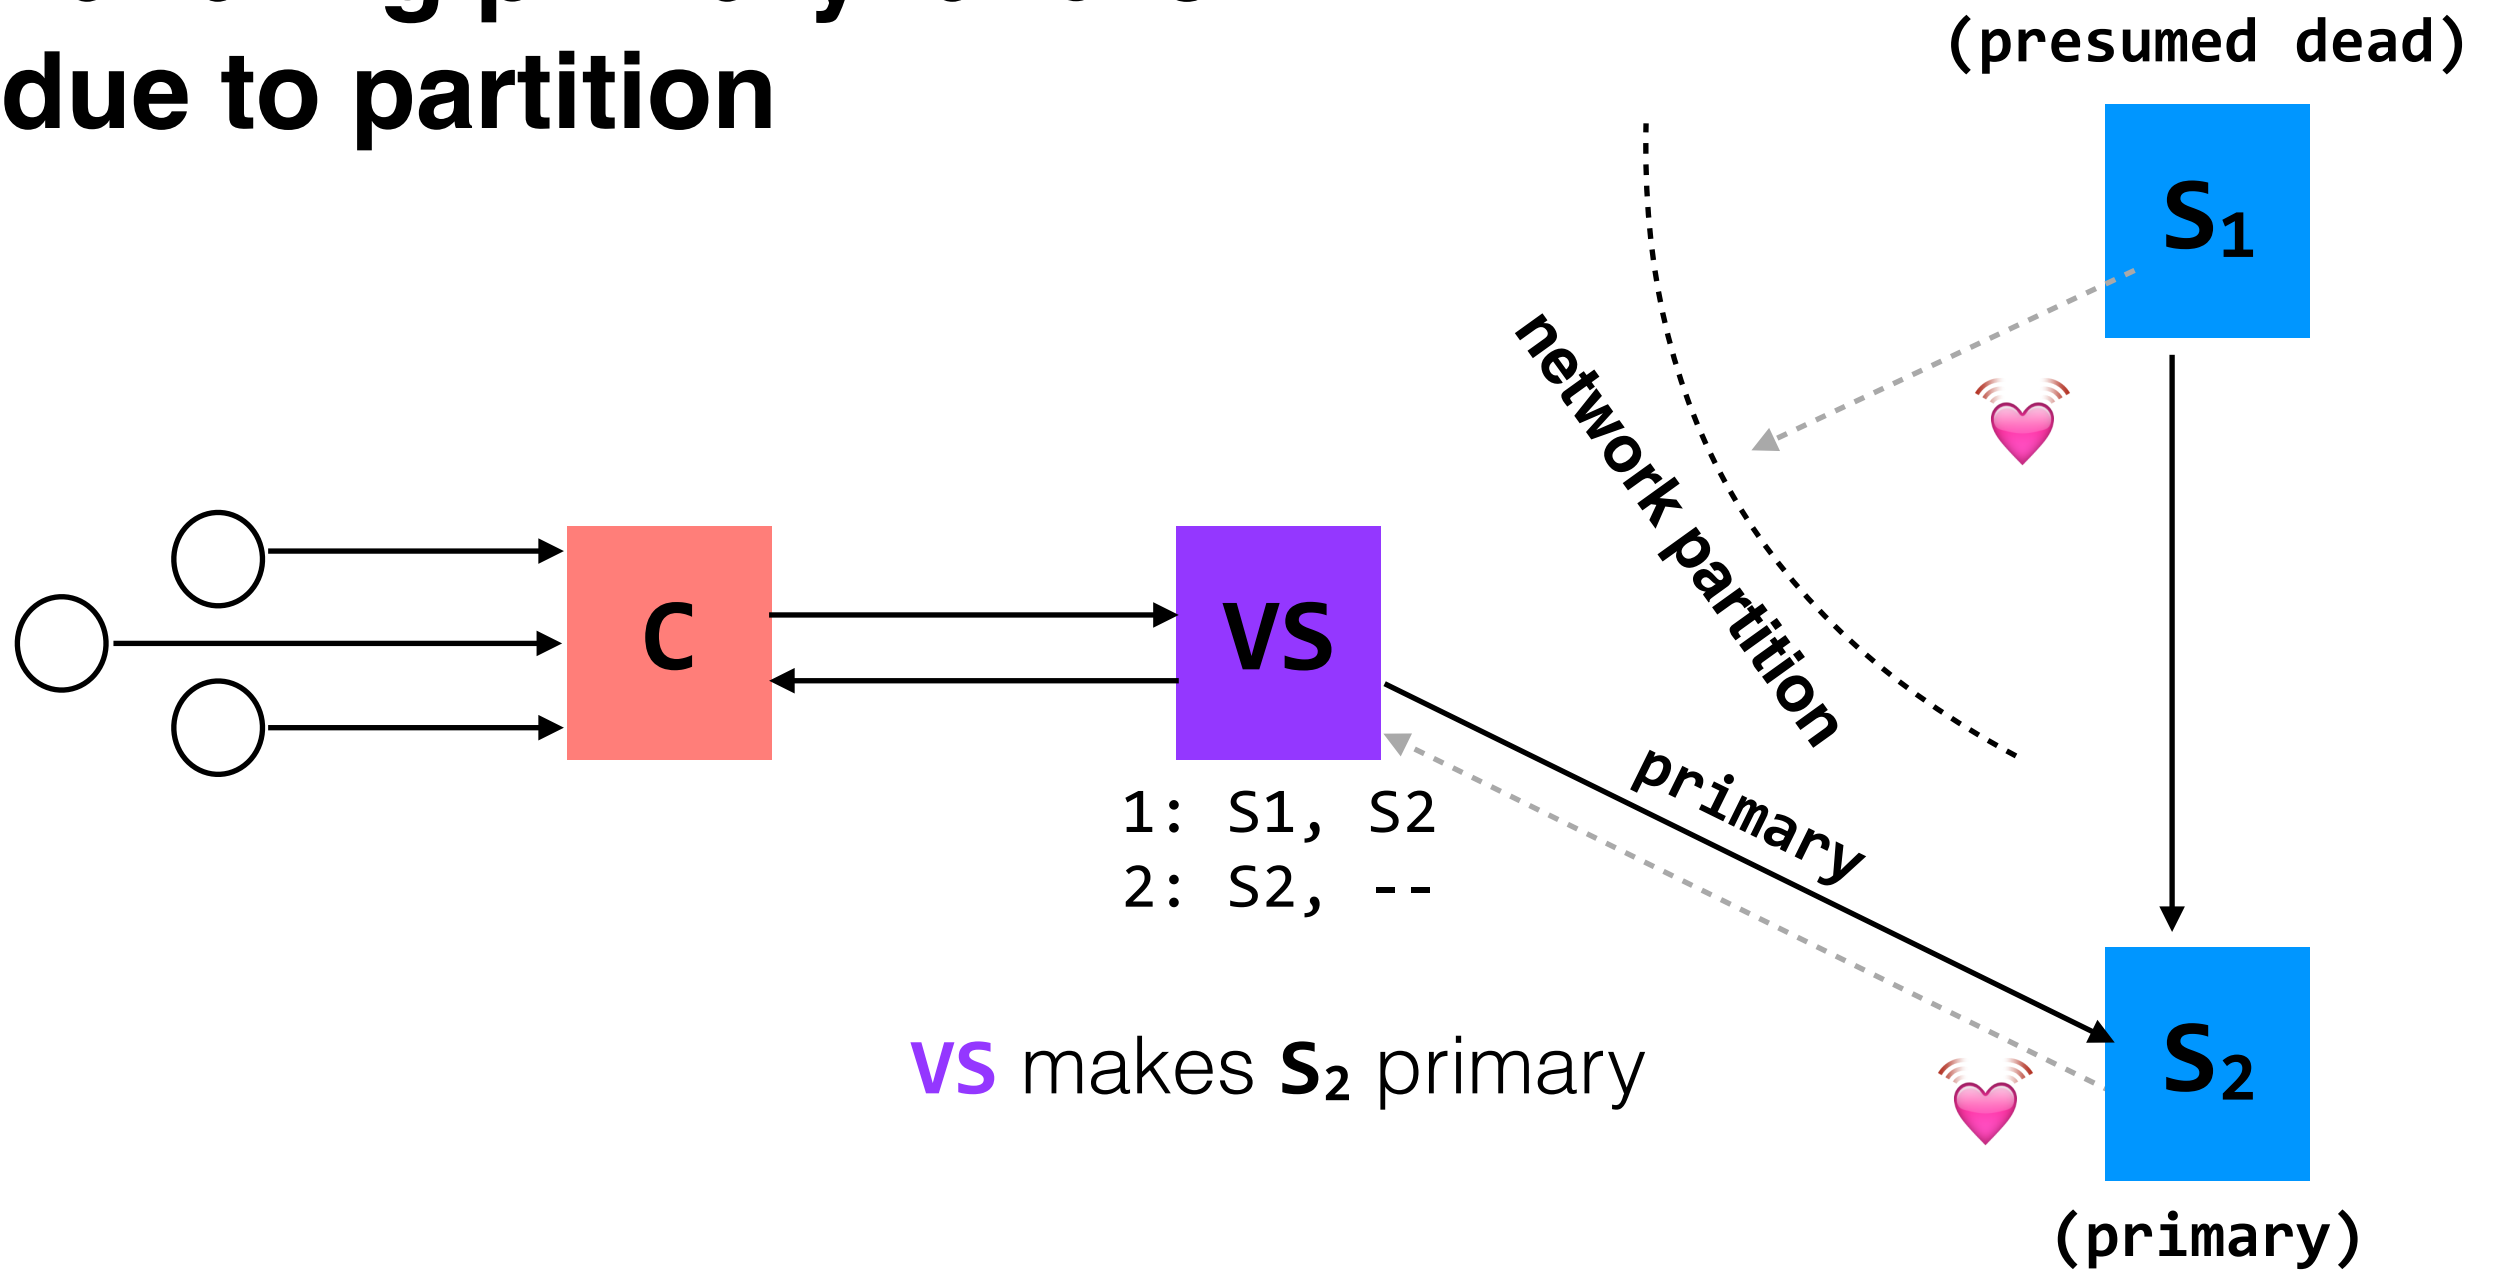 due to partition
(presumed dead)
S1
network partition
C
VS
primary
1: S1, S2
2: S2, --
VS makes S2 primary
S2
(primary)